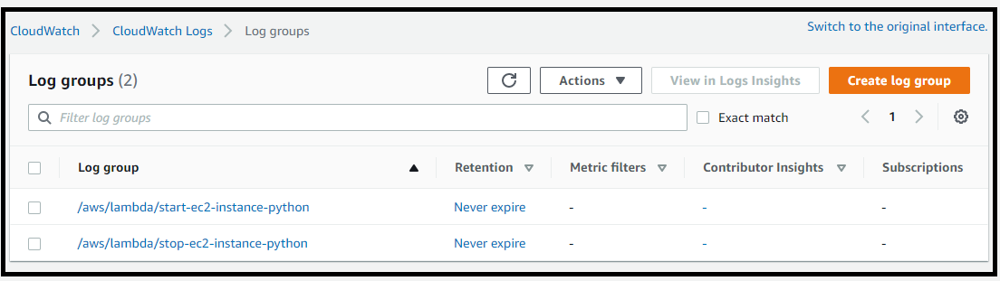 CloudWatch > CloudWatch Logs > Log groups
Switch to the original interface.
Log groups (2)
Actions
View in Logs Insights
Create log group
Filter log groups
Exact match
1
Log group Retention Metric filters Contributor Insights Subscriptions
/aws/lambda/start-ec2-instance-python Never expire - - -
/aws/lambda/stop-ec2-instance-python Never expire - - -